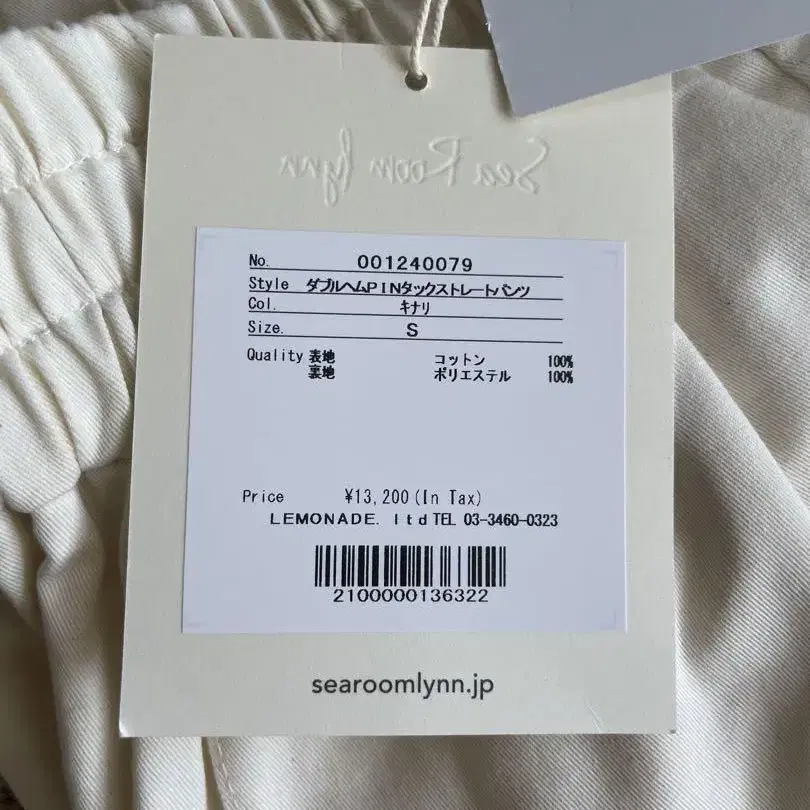 Sea Room lynn
No. 001240079
Style ダブルヘムPINタックストレートパンツ
Col. キナリ
Size. S
Quality 表地 コットン 100%
裏地 ポリエステル 100%
Price ¥13,200(In Tax)
LEMONADE. ltd TEL 03-3460-0323
2100000136322
searoomlynn.jp